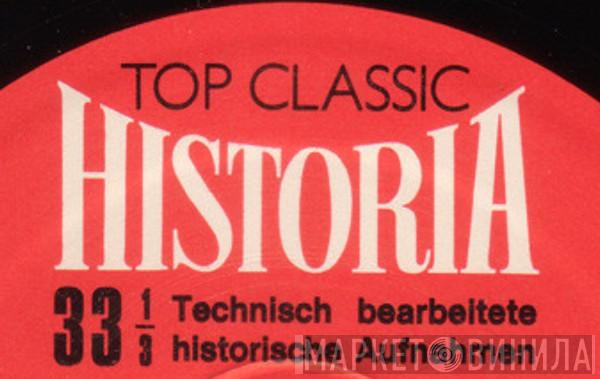 TOP CLASSIC
HISTORIA
33 1/3 Technisch bearbeitete
historische Aufnahmen
МАРКЕТ ВИНИЛА